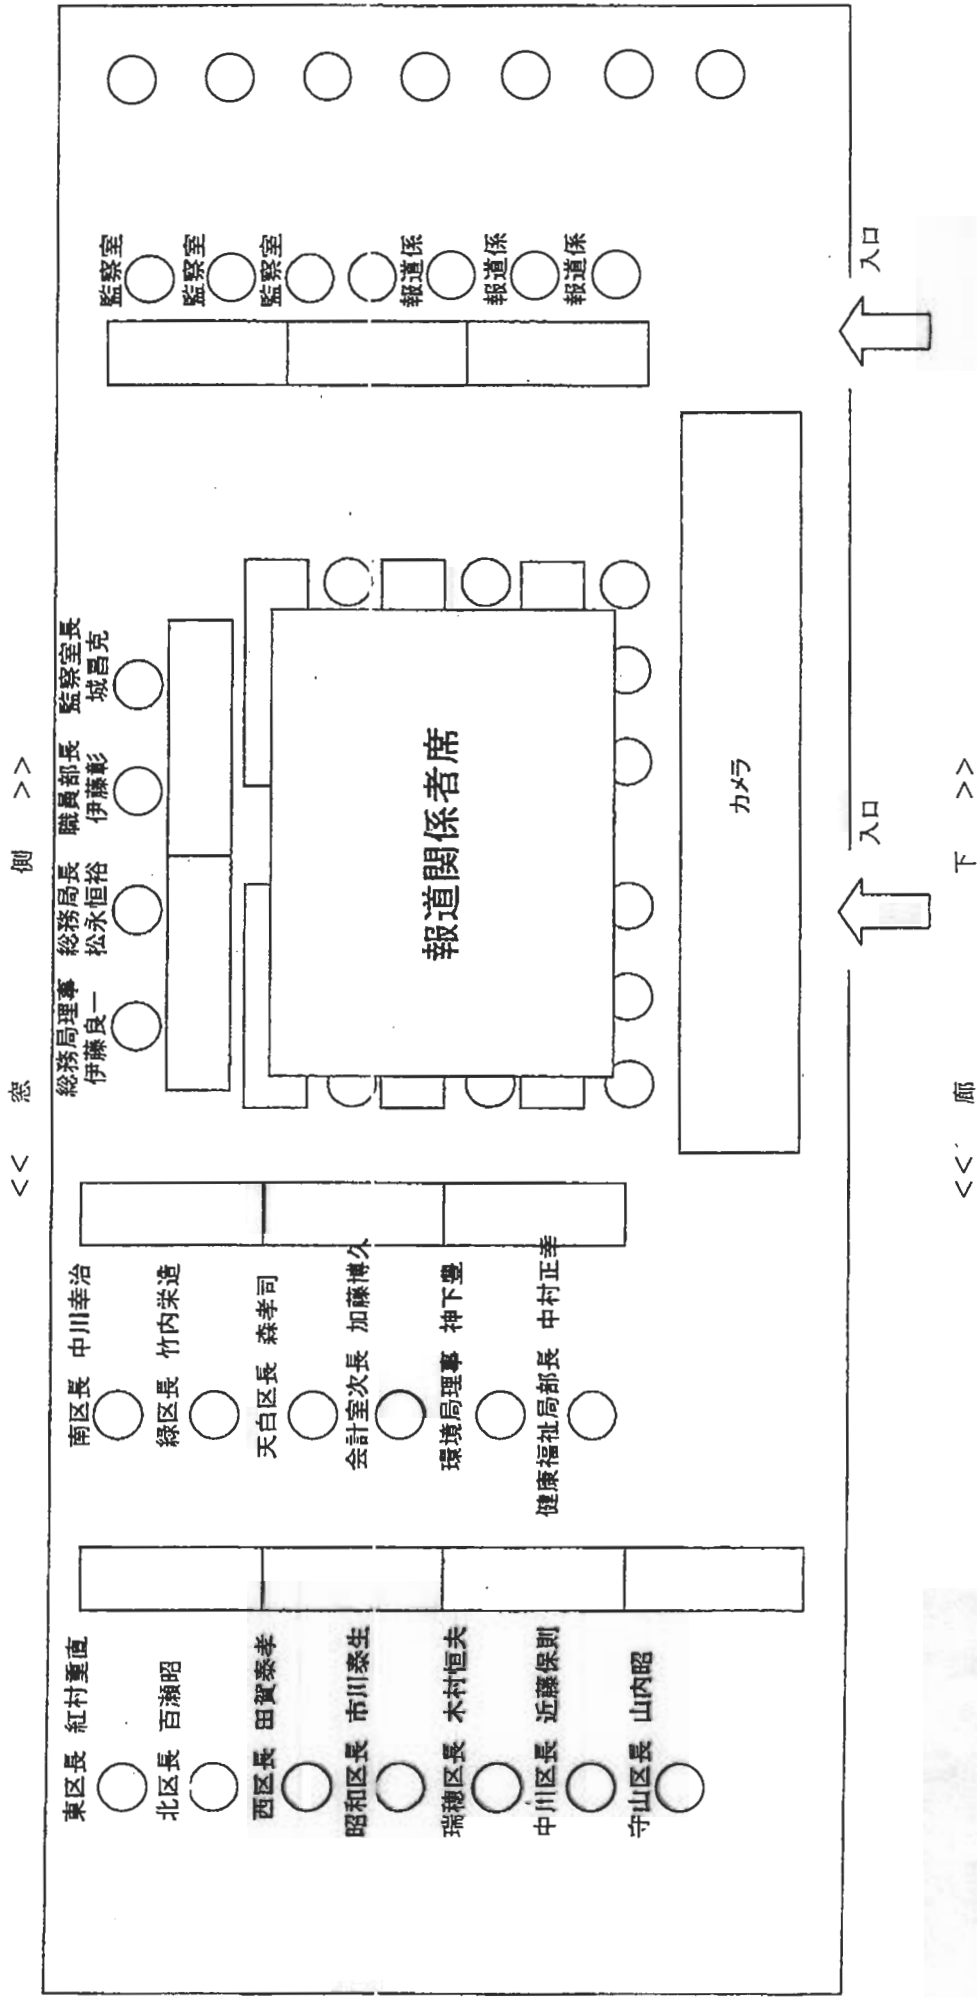 << 窓 側 >>
総務局理事 総務局長 職員部長 監察室長
伊藤良一 松永恒裕 伊藤彰 城昌克
東区長 紅村重直
北区長 百瀬昭
西区長 田賀泰孝
昭和区長 市川泰生
瑞穂区長 木村恒夫
中川区長 近藤保則
守山区長 山内昭
南区長 中川幸治
緑区長 竹内栄造
天白区長 森孝司
会計室次長 加藤博久
環境局理事 神下豊
健康福祉局部長 中村正幸
報道関係者席
カメラ
監察室
監察室
監察室
報道係
報道係
報道係
入口
入口
<< 廊 下 >>